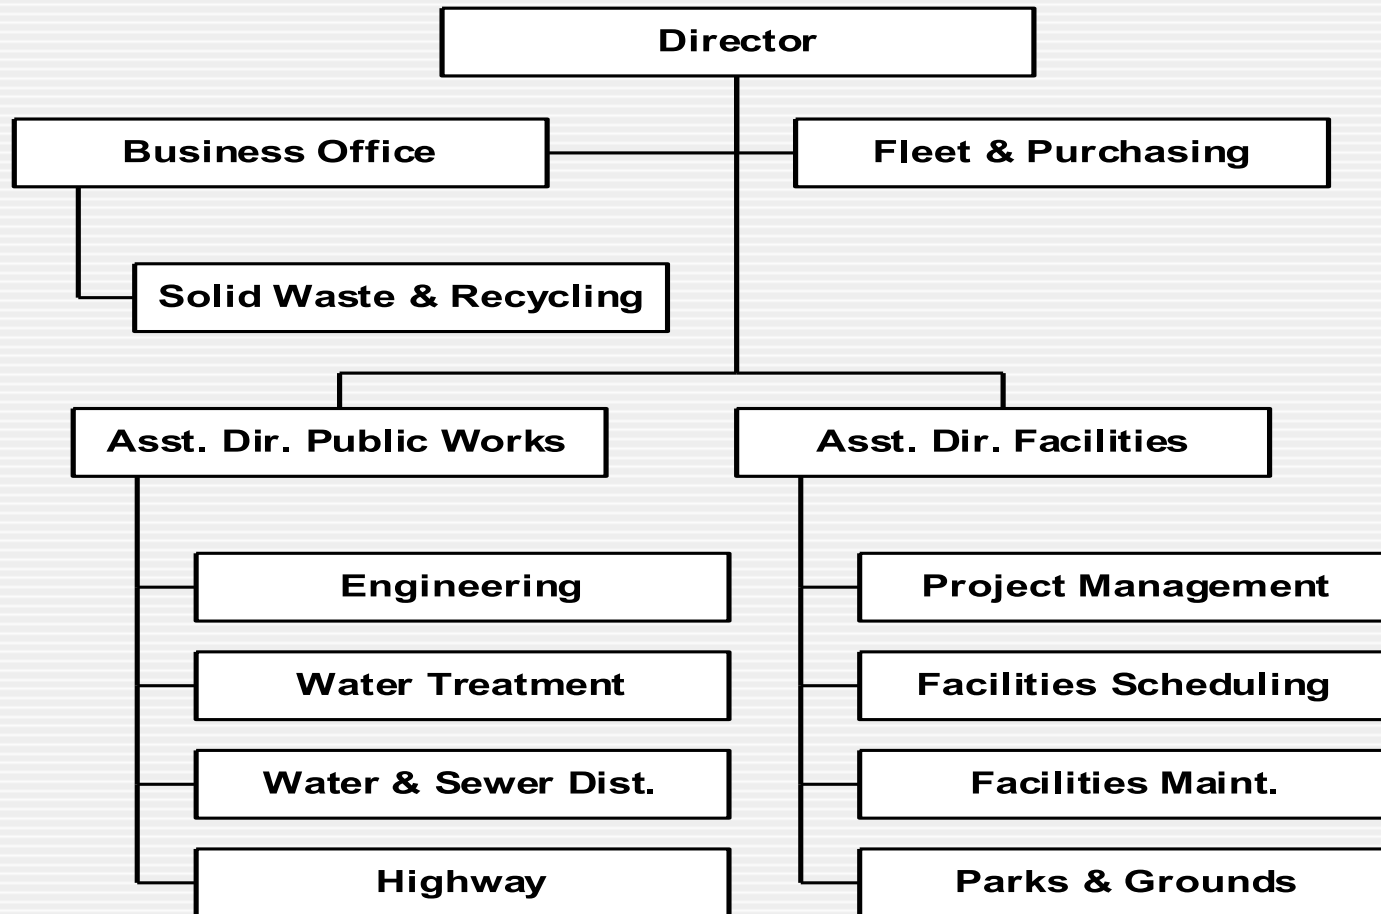 Director
Business Office
Fleet & Purchasing
Solid Waste & Recycling
Asst. Dir. Public Works
Asst. Dir. Facilities
Engineering
Project Management
Water Treatment
Facilities Scheduling
Water & Sewer Dist.
Facilities Maint.
Highway
Parks & Grounds